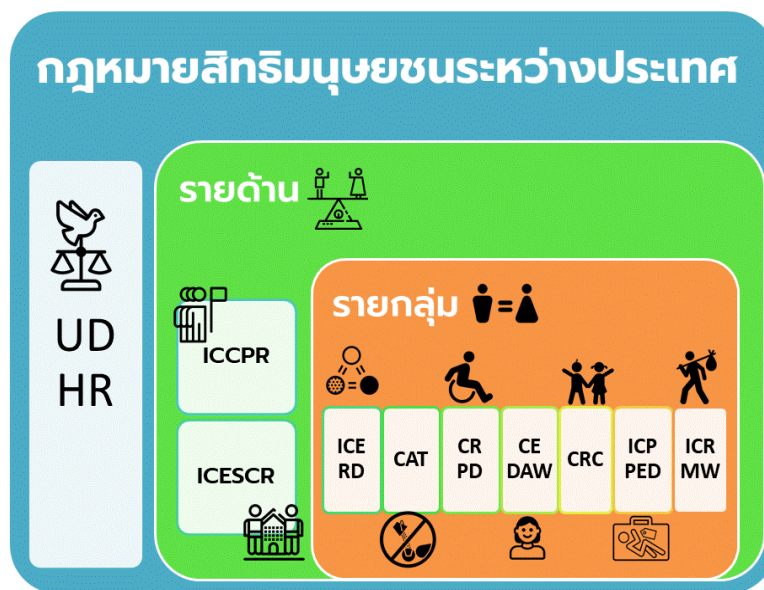 กฎหมายสิทธิมนุษยชนระหว่างประเทศ
UD
HR
รายด้าน
ICCPR
ICESCR
รายกลุ่ม
ICE
RD
CAT
CR
PD
CE
DAW
CRC
ICP
PED
ICR
MW